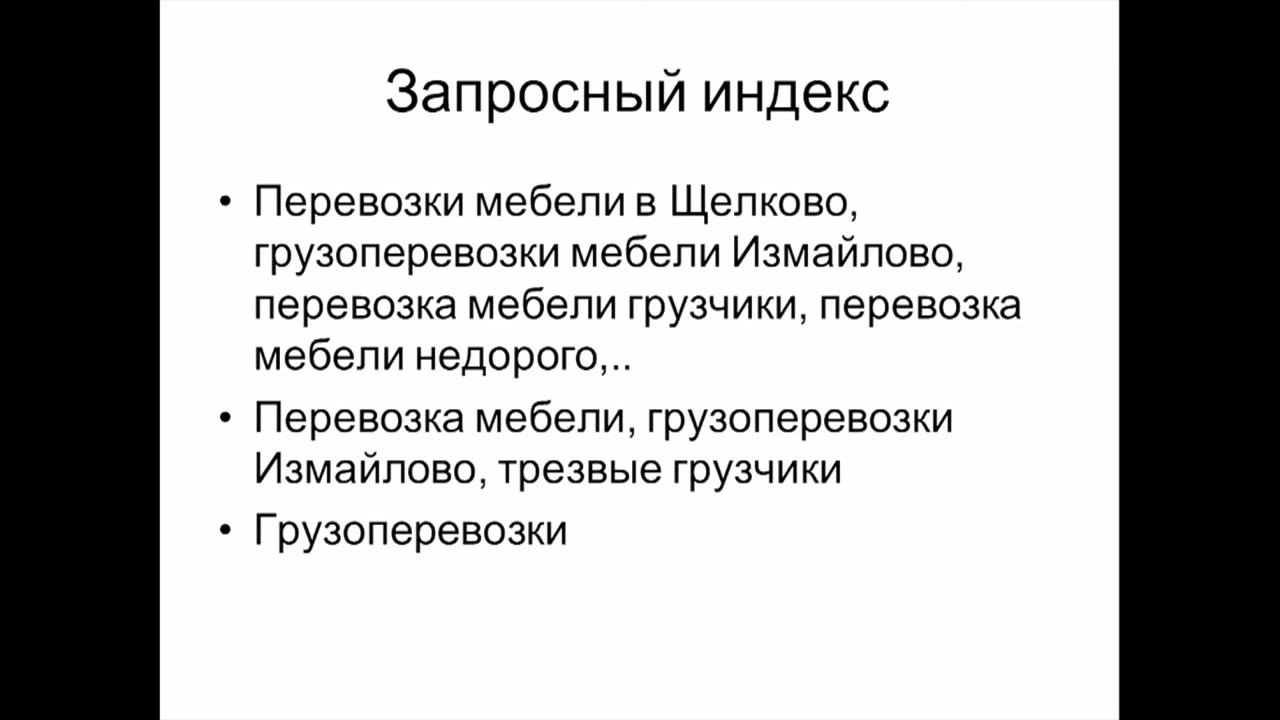 Запросный индекс
• Перевозки мебели в Щелково,
грузоперевозки мебели Измайлово,
перевозка мебели грузчики, перевозка
мебели недорого,..
• Перевозка мебели, грузоперевозки
Измайлово, трезвые грузчики
• Грузоперевозки